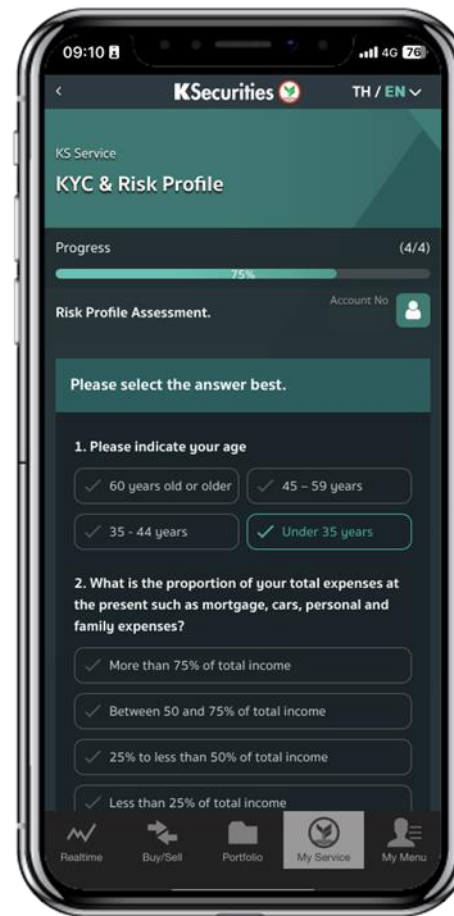 09:10
4G 76
KSecurities
TH / EN
KS Service
KYC & Risk Profile
Progress (4/4)
75%
Account No
Risk Profile Assessment.
Please select the answer best.
1. Please indicate your age
60 years old or older
45 – 59 years
35 - 44 years
Under 35 years
2. What is the proportion of your total expenses at
the present such as mortgage, cars, personal and
family expenses?
More than 75% of total income
Between 50 and 75% of total income
25% to less than 50% of total income
Less than 25% of total income
Realtime
Buy/Sell
Portfolio
My Service
My Menu